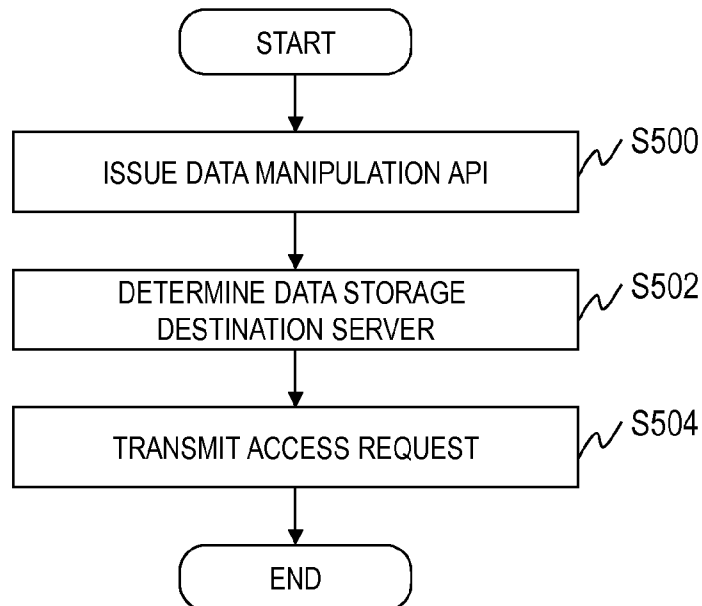 START
ISSUE DATA MANIPULATION API
S500
DETERMINE DATA STORAGE
DESTINATION SERVER
S502
TRANSMIT ACCESS REQUEST
S504
END